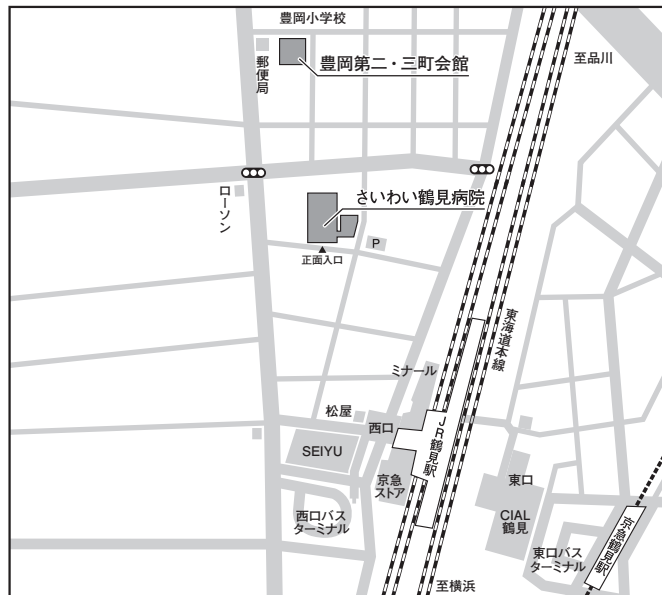 豊岡小学校
郵便局
豊岡第二・三町会館
至品川
ローソン
さいわい鶴見病院
P
正面入口
東海道本線
ミナール
松屋
西口
JR鶴見駅
SEIYU
京急
ストア
東口
CIAL
鶴見
西口バス
ターミナル
東口バス
ターミナル
京急鶴見駅
至横浜